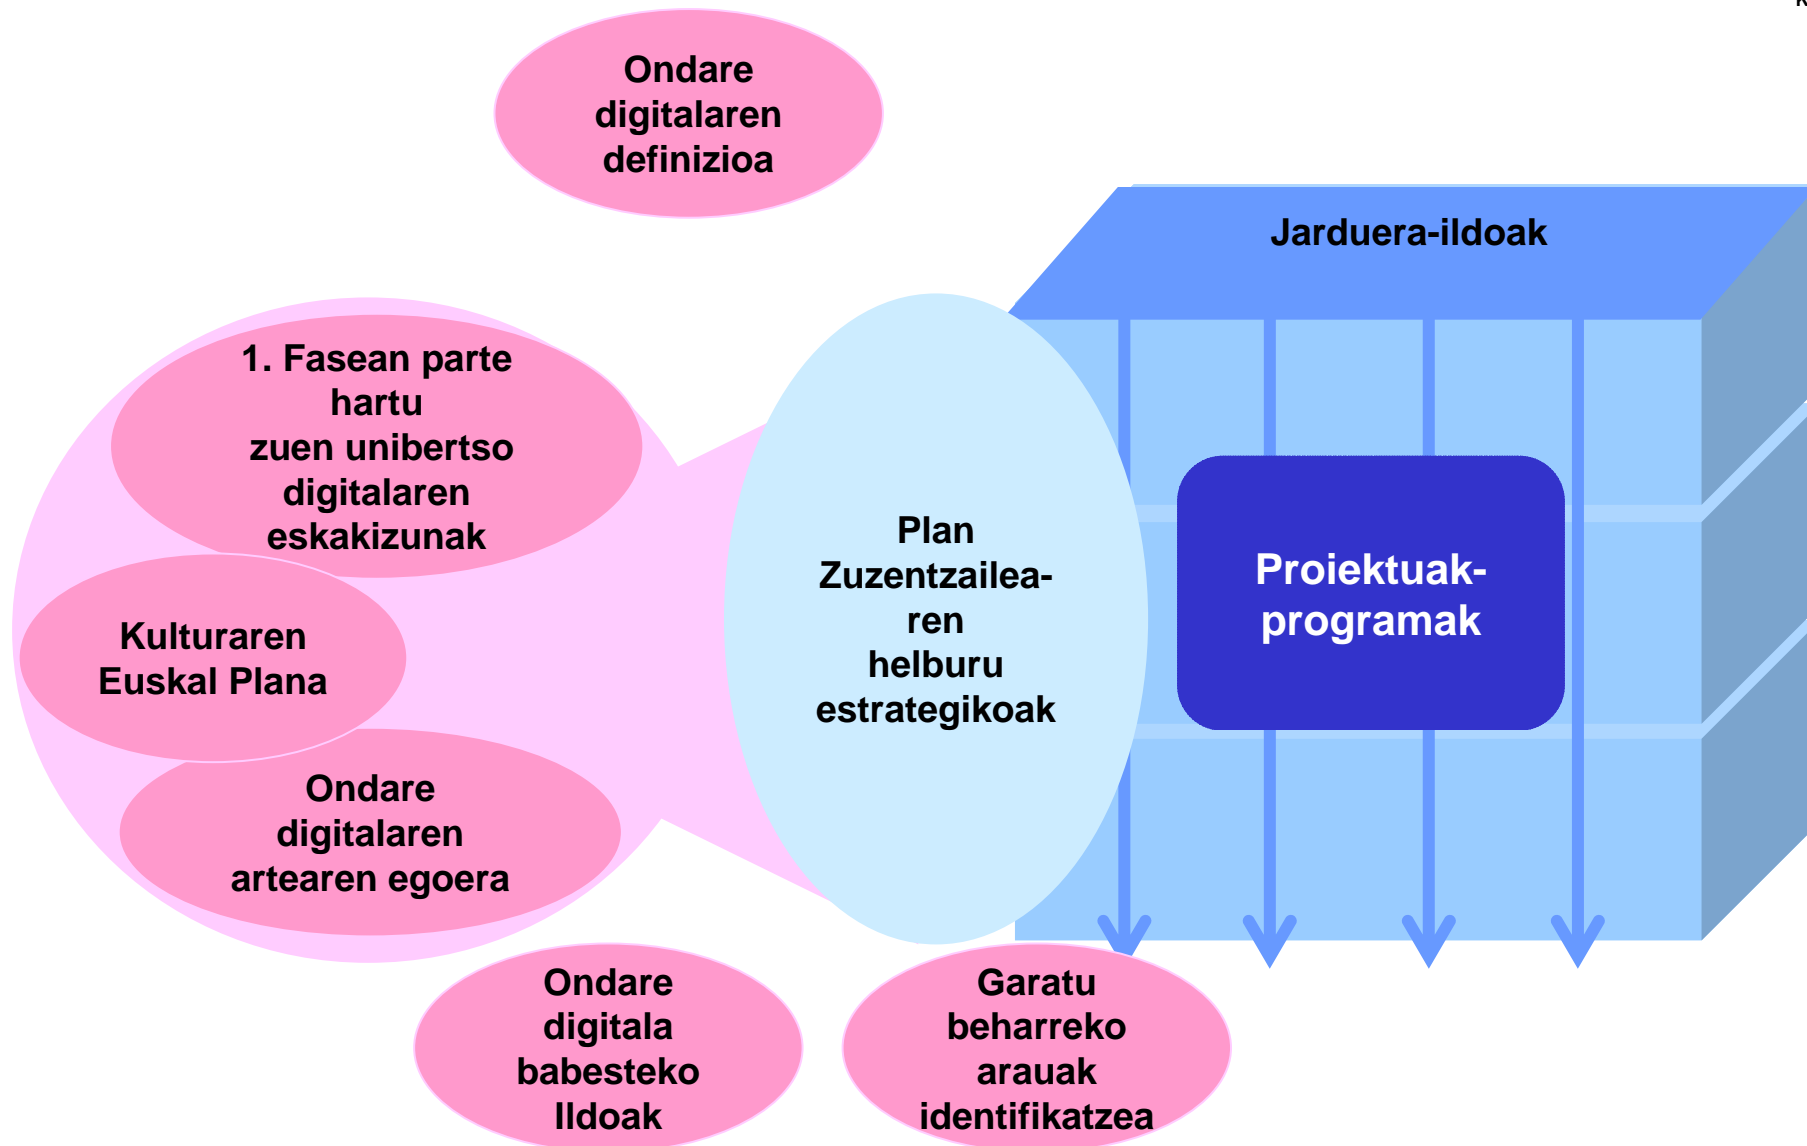 Ondare
digitalaren
definizioa
Jarduera-ildoak
1. Fasean parte
hartu
zuen unibertso
digitalaren
eskakizunak
Kulturaren
Euskal Plana
Ondare
digitalaren
artearen egoera
Plan
Zuzentzailea-
ren
helburu
estrategikoak
Proiektuak-
programak
Ondare
digitala
babesteko
Ildoak
Garatu
beharreko
arauak
identifikatzea